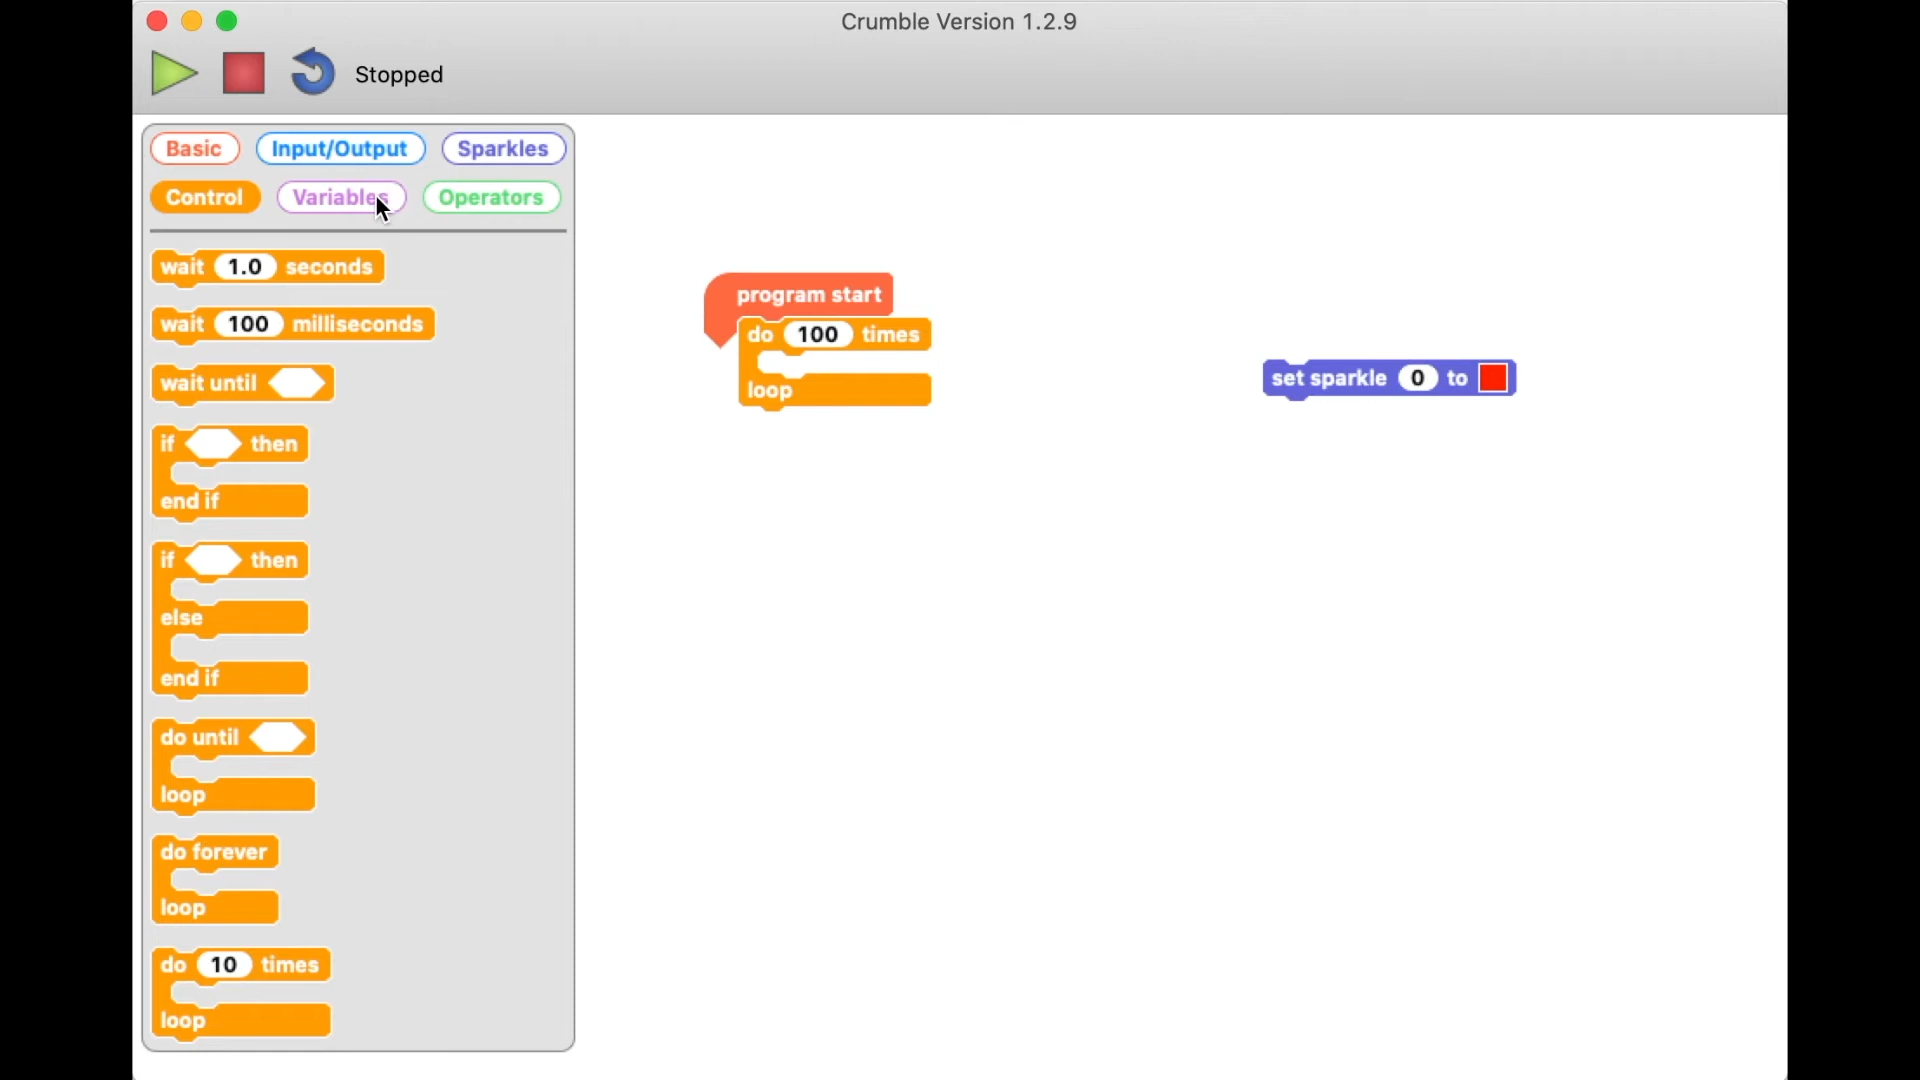 Crumble Version 1.2.9
Stopped
Basic Input/Output Sparkles
Control Variables Operators
wait 1.0 seconds
wait 100 milliseconds
wait until
if then
end if
if then
else
end if
do until
loop
do forever
loop
do 10 times
loop
program start
do 100 times
loop
set sparkle 0 to